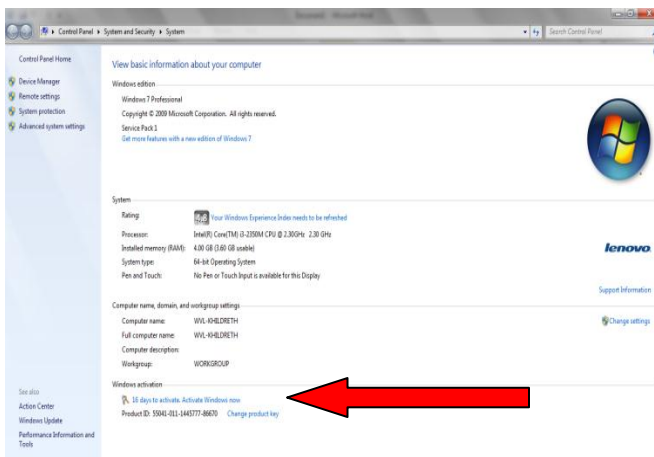 Control Panel ▸ System and Security ▸ System
Search Control Panel
Control Panel Home
Device Manager
Remote settings
System protection
Advanced system settings
See also
Action Center
Windows Update
Performance Information and
Tools
View basic information about your computer
Windows edition
Windows 7 Professional
Copyright © 2009 Microsoft Corporation. All rights reserved.
Service Pack 1
Get more features with a new edition of Windows 7
System
Rating: Your Windows Experience Index needs to be refreshed
Processor: Intel(R) Core(TM) i3-2350M CPU @ 2.30GHz 2.30 GHz
Installed memory (RAM): 4.00 GB (3.60 GB usable)
System type: 64-bit Operating System
Pen and Touch: No Pen or Touch Input is available for this Display
lenovo
Support Information
Computer name, domain, and workgroup settings
Computer name: WVL-KHILDRETH
Change settings
Full computer name: WVL-KHILDRETH
Computer description:
Workgroup: WORKGROUP
Windows activation
16 days to activate. Activate Windows now
Product ID: 55041-011-1445777-86670 Change product key